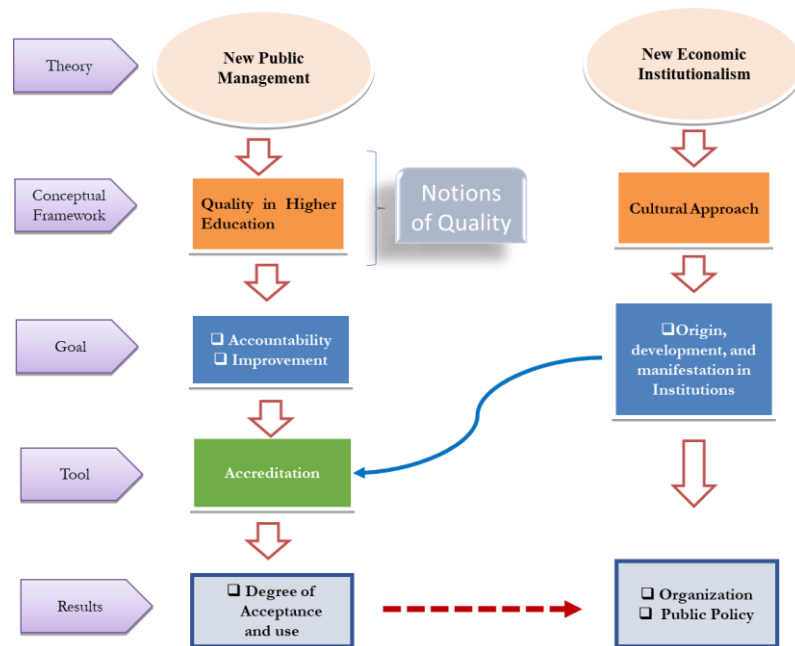 Theory
New Public
Management
New Economic
Institutionalism
Conceptual
Framework
Quality in Higher
Education
Notions
of Quality
Cultural Approach
Goal
❑ Accountability
❑ Improvement
❑Origin,
development, and
manifestation in
Institutions
Tool
Accreditation
Results
❑ Degree of
Acceptance
and use
❑ Organization
❑ Public Policy